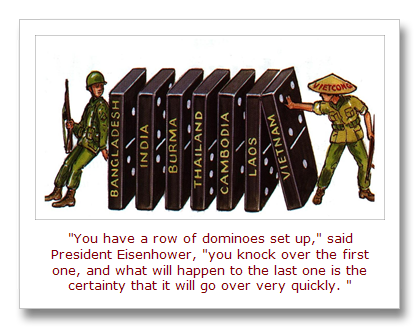 VIETCONG
BANGLADESH
INDIA
BURMA
THAILAND
CAMBODIA
LAOS
VIETNAM
"You have a row of dominoes set up," said
President Eisenhower, "you knock over the first
one, and what will happen to the last one is the
certainty that it will go over very quickly. "